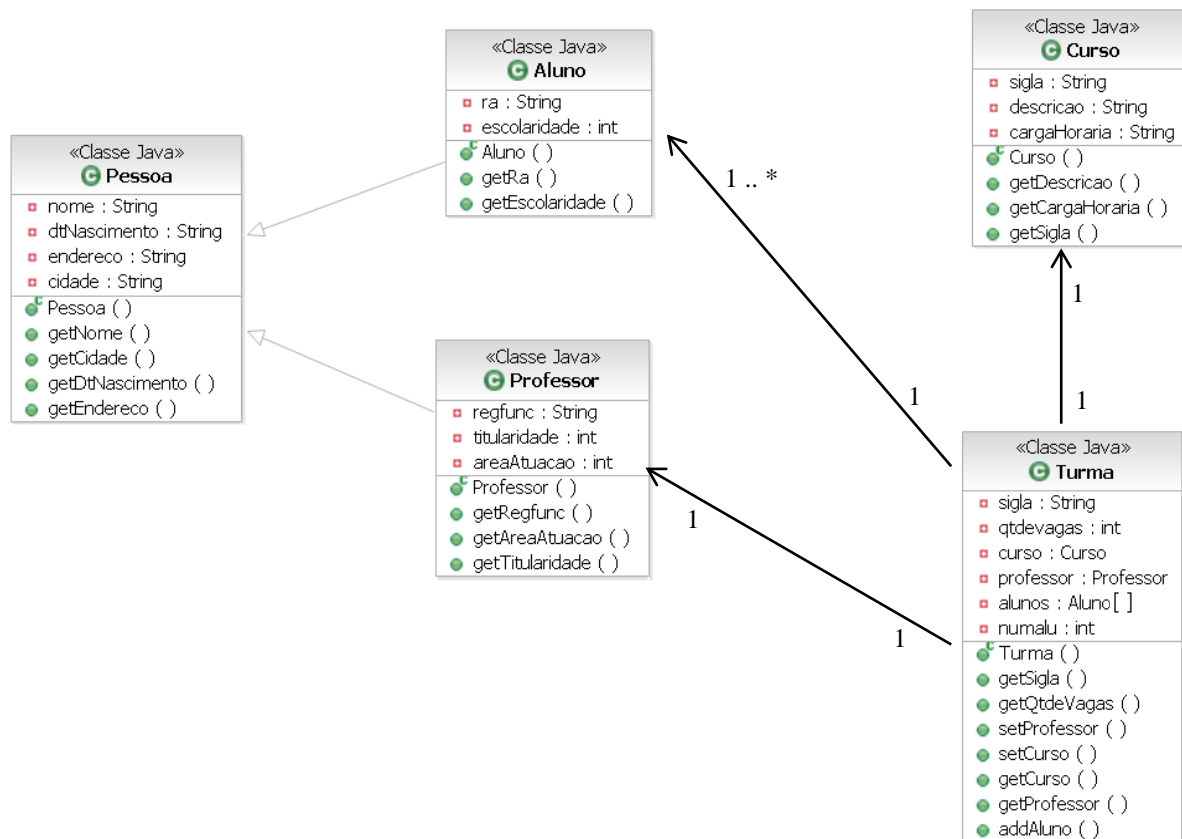 «Classe Java»
Pessoa
nome : String
dtNascimento : String
endereco : String
cidade : String
Pessoa ( )
getNome ( )
getCidade ( )
getDtNascimento ( )
getEndereco ( )
«Classe Java»
Aluno
ra : String
escolaridade : int
Aluno ( )
getRa ( )
getEscolaridade ( )
«Classe Java»
Professor
regfunc : String
titularidade : int
areaAtuacao : int
Professor ( )
getRegfunc ( )
getAreaAtuacao ( )
getTitularidade ( )
1 .. *
1
1
1
«Classe Java»
Curso
sigla : String
descricao : String
cargaHoraria : String
Curso ( )
getDescricao ( )
getCargaHoraria ( )
getSigla ( )
1
1
«Classe Java»
Turma
sigla : String
qtdevagas : int
curso : Curso
professor : Professor
alunos : Aluno[ ]
numalu : int
Turma ( )
getSigla ( )
getQtdeVagas ( )
setProfessor ( )
setCurso ( )
getCurso ( )
getProfessor ( )
addAluno ( )